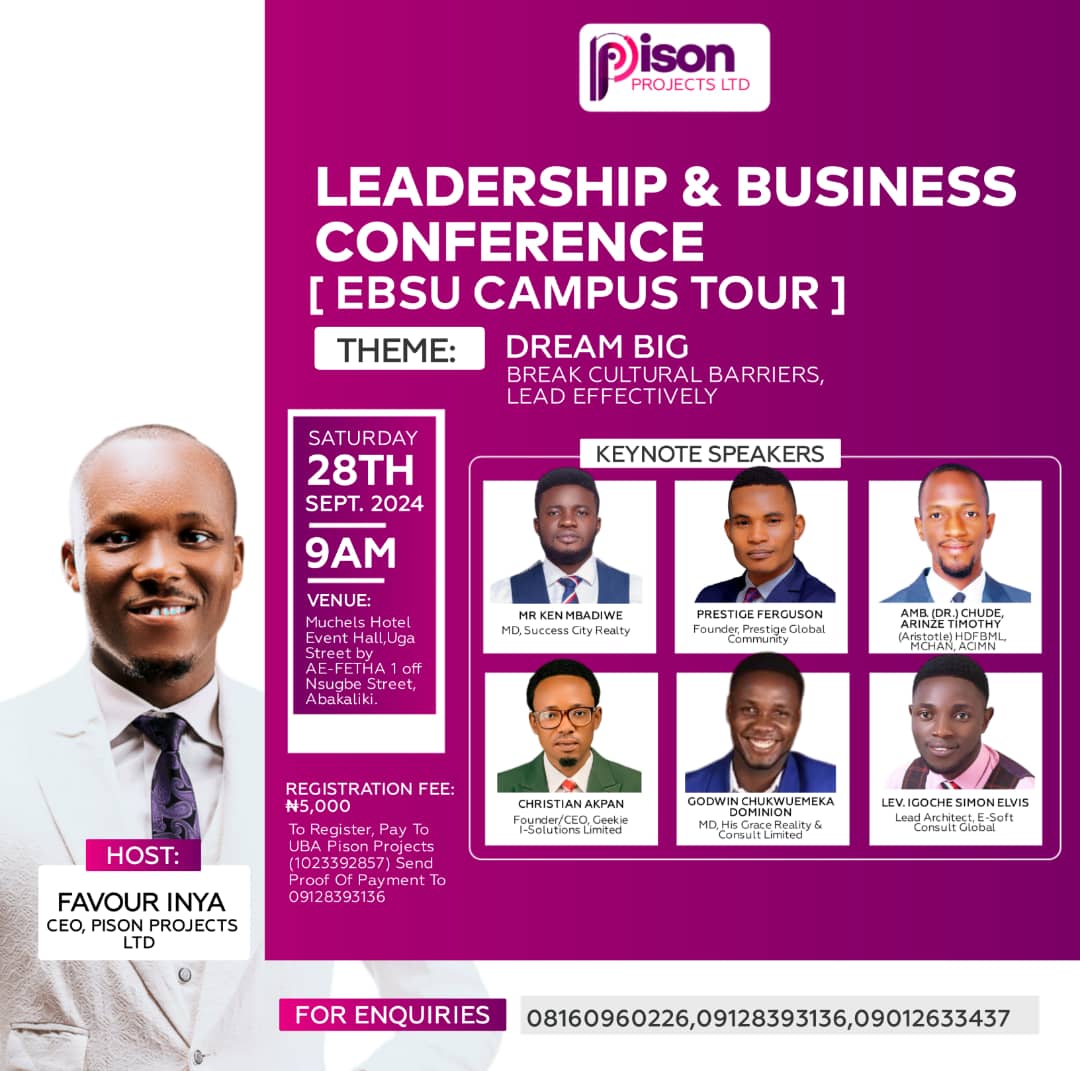 Pison
PROJECTS LTD
LEADERSHIP & BUSINESS
CONFERENCE
[ EBSU CAMPUS TOUR ]
THEME:
DREAM BIG
BREAK CULTURAL BARRIERS,
LEAD EFFECTIVELY
SATURDAY
28TH
SEPT. 2024
9AM
VENUE:
Muchels Hotel
Event Hall,Uga
Street by
AE-FETHA 1 off
Nsugbe Street,
Abakaliki.
KEYNOTE SPEAKERS
MR KEN MBADIWE
MD, Success City Realty
PRESTIGE FERGUSON
Founder, Prestige Global
Community
AMB. (DR.) CHUDE,
ARINZE TIMOTHY
(Aristotle) HDFBML,
MCHAN, ACIMN
CHRISTIAN AKPAN
Founder/CEO, Geekie
I-Solutions Limited
GODWIN CHUKWUEMEKA
DOMINION
MD, His Grace Reality &
Consult Limited
LEV. IGOCHE SIMON ELVIS
Lead Architect, E-Soft
Consult Global
REGISTRATION FEE:
₦5,000
To Register, Pay To
UBA Pison Projects
(1023392857) Send
Proof Of Payment To
09128393136
HOST:
FAVOUR INYA
CEO, PISON PROJECTS
LTD
FOR ENQUIRIES
08160960226,09128393136,09012633437